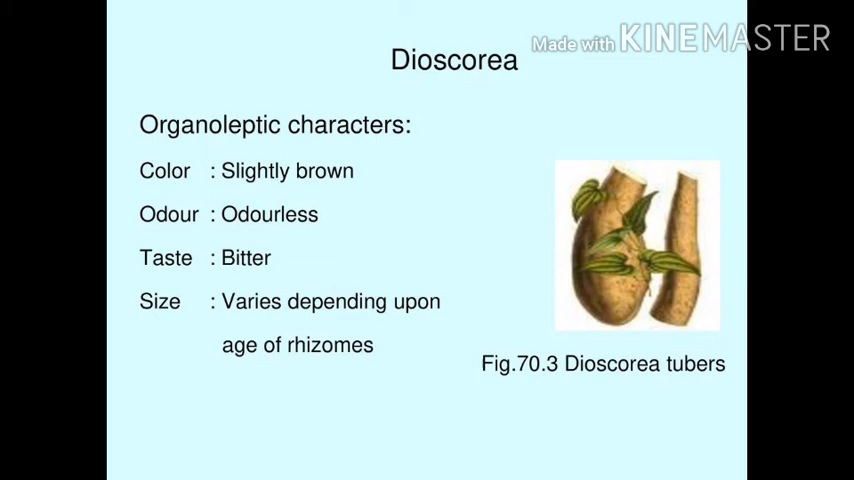 Made with KINEMASTER
Dioscorea
Organoleptic characters:
Color : Slightly brown
Odour : Odourless
Taste : Bitter
Size : Varies depending upon
age of rhizomes
Fig.70.3 Dioscorea tubers